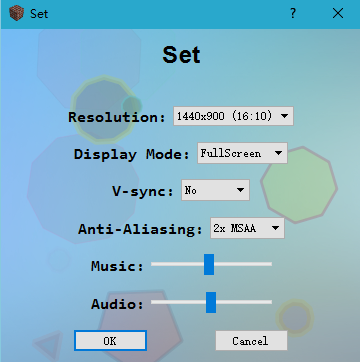 Set
Set
Resolution: 1440x900 (16:10)
Display Mode: FullScreen
V-sync: No
Anti-Aliasing: 2x MSAA
Music:
Audio:
OK Cancel